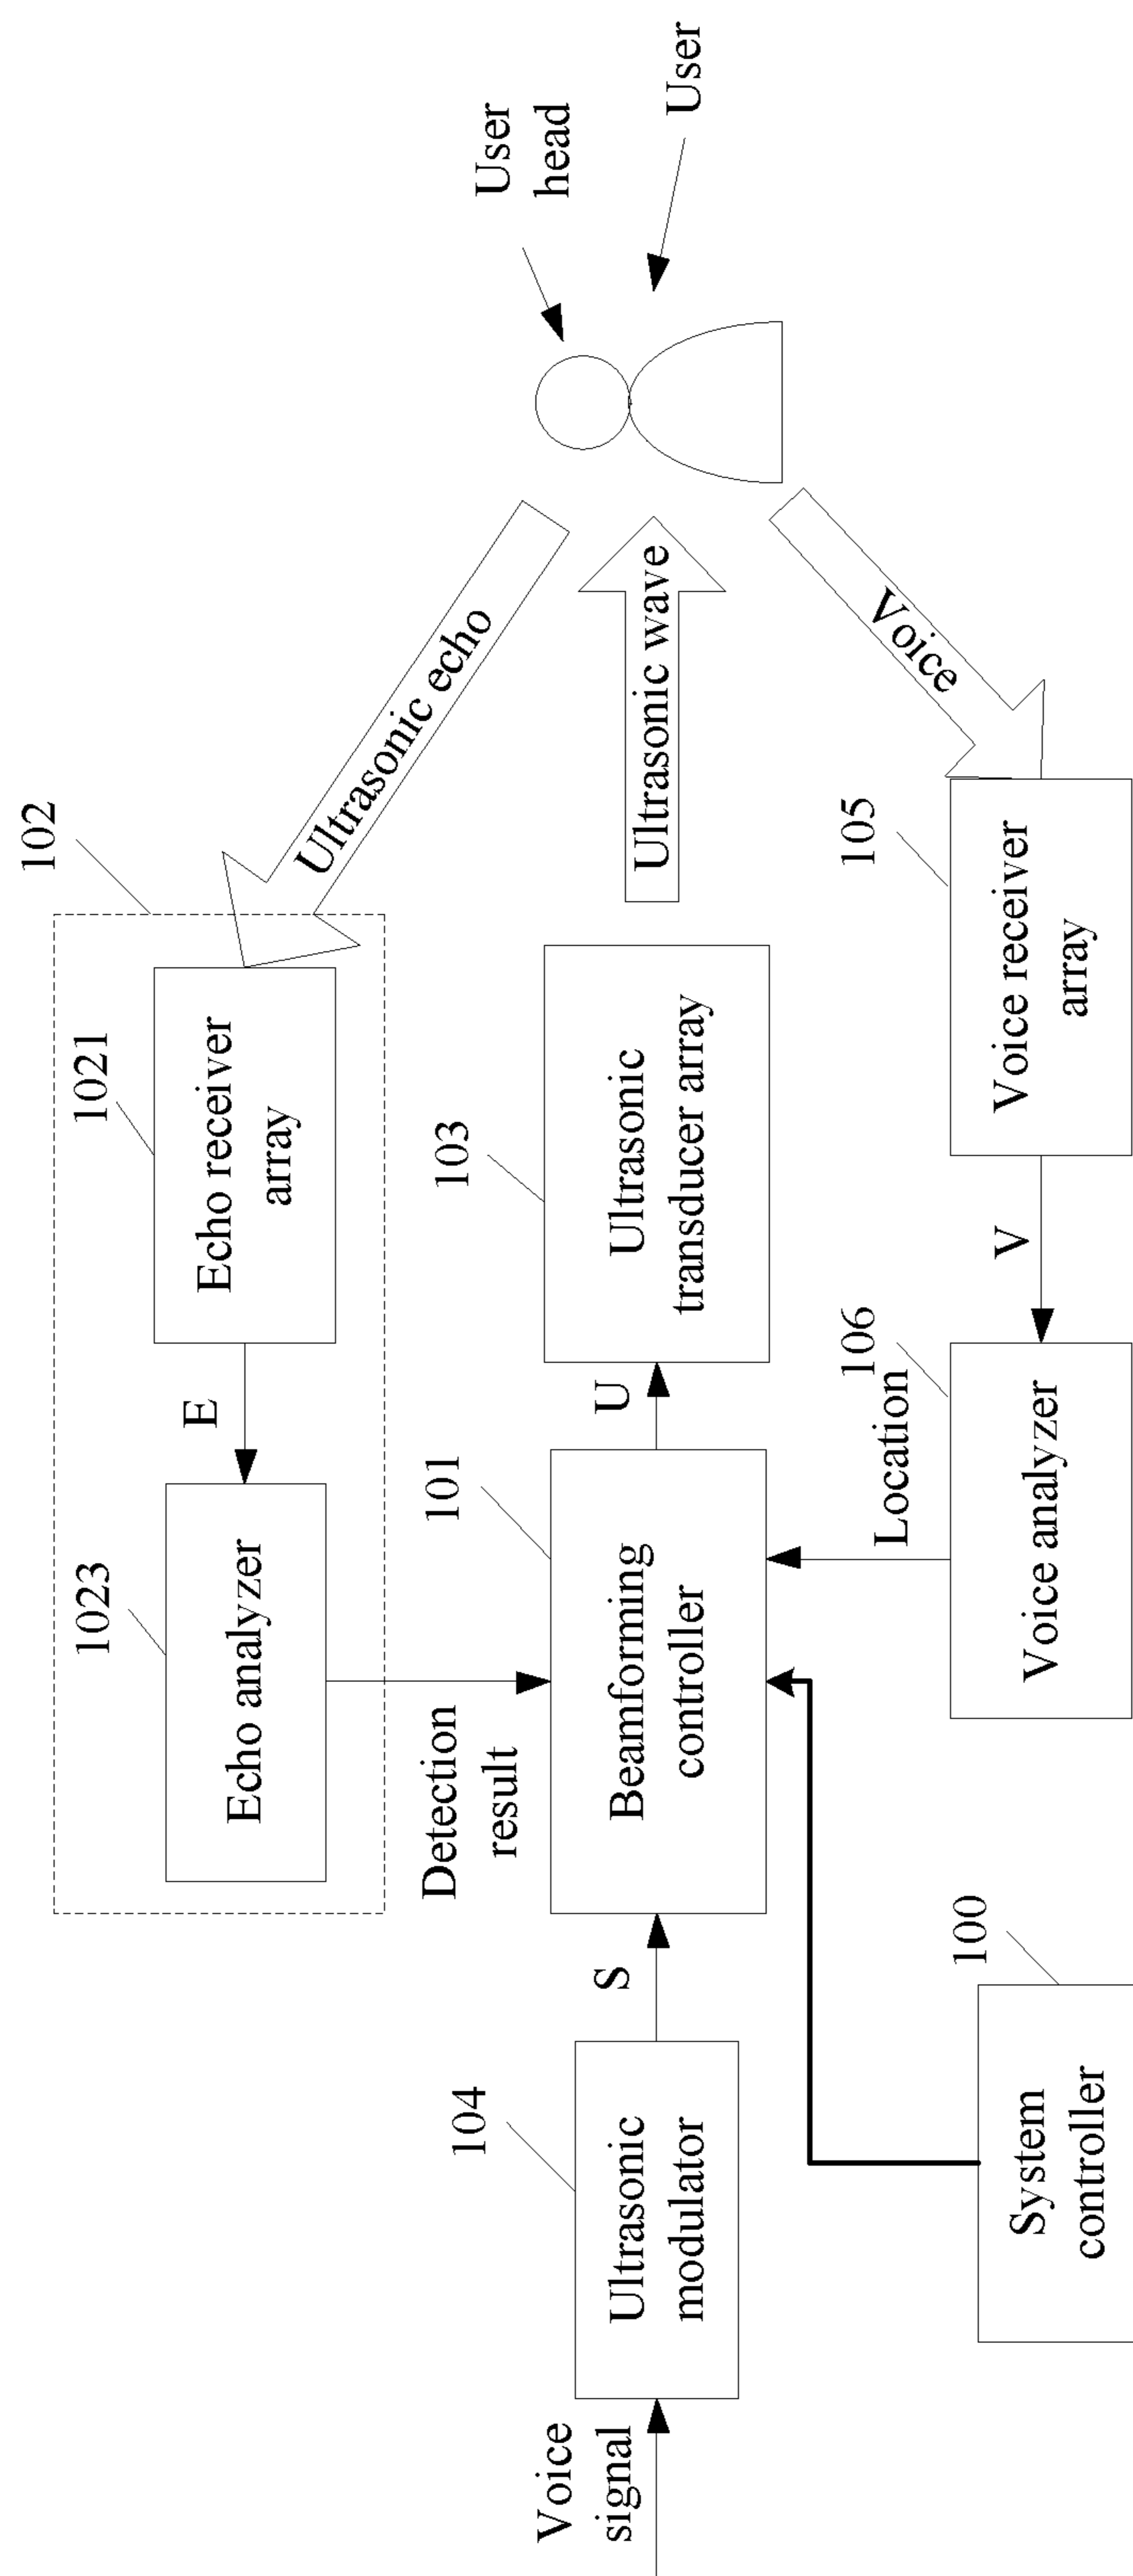 102
1023
Echo analyzer
E
1021
Echo receiver
array
Ultrasonic echo
User
head
User
Detection
result
Voice
signal
104
Ultrasonic
modulator
S
101
Beamforming
controller
U
103
Ultrasonic
transducer array
Ultrasonic wave
Location
100
System
controller
106
Voice analyzer
V
105
Voice receiver
array
Voice